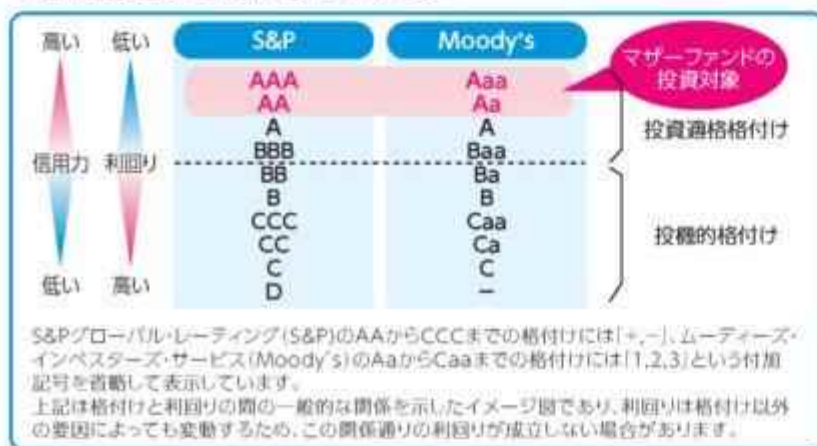 高い 低い S&P Moody's マザーファンドの
投資対象
AAA Aaa
AA Aa
A A 投資適格格付け
BBB Baa
信用力 利回り
BB Ba
B B
CCC Caa 投機的格付け
CC Ca
C C
低い 高い D −
S&Pグローバル・レーティング(S&P)のAAからCCCまでの格付けには「+,-」、ムーディーズ・
インベスターズ・サービス(Moody's)のAaからCaaまでの格付けには「1,2,3」という付加
記号を省略して表示しています。
上記は格付けと利回りの間の一般的な関係を示したイメージ図であり、利回りは格付け以外
の要因によっても変動するため、この関係通りの利回りが成立しない場合があります。